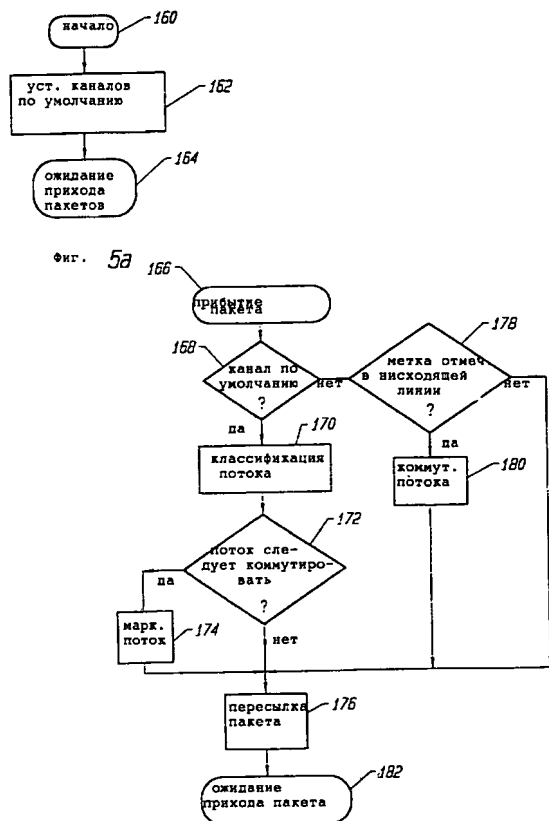 начало
160
уст. каналов
по умолчанию
162
ожидание
прихода
пакетов
164
Фиг. 5а
166
прибытие
пакета
168
канал по
умолчанию
?
нет
да
178
метка отмеч.
в нисходящей
линии
?
нет
да
170
классификация
потока
коммут.
потока
180
172
поток сле-
дует коммутиро-
вать
?
да
нет
марк.
поток
174
пересылка
пакета
176
ожидание
прихода пакета
182